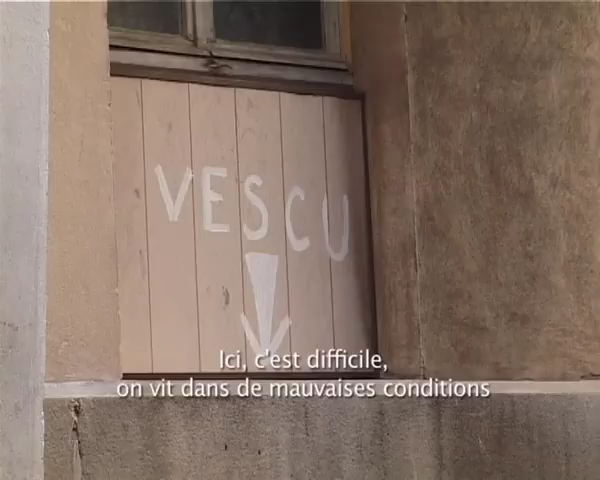 VESCU
Ici, c'est difficile,
on vit dans de mauvaises conditions